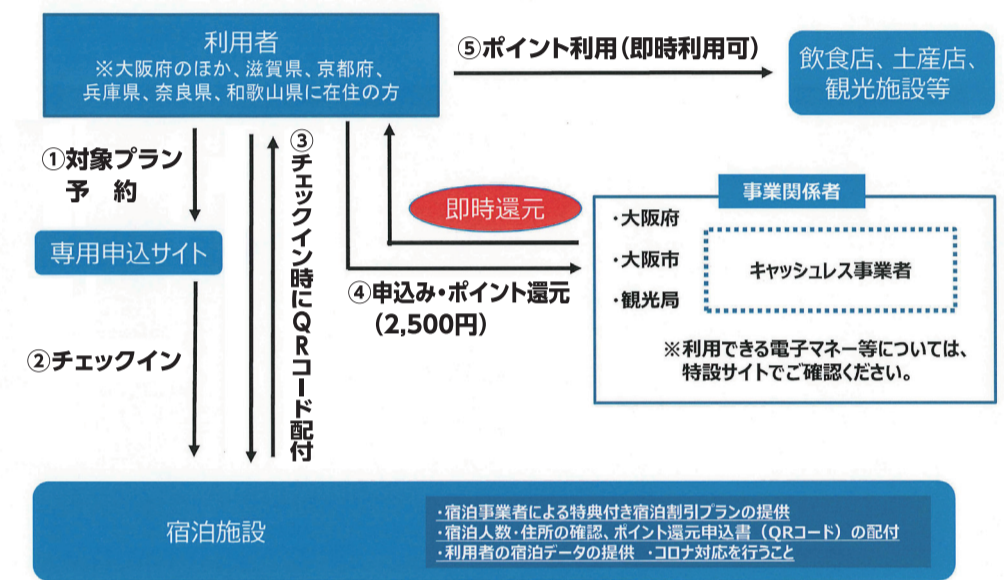 利用者
※大阪府のほか、滋賀県、京都府、
兵庫県、奈良県、和歌山県に在住の方
⑤ポイント利用（即時利用可）
飲食店、土産店、
観光施設等
①対象プラン
予　約
③チェックイン時にQRコード配付
即時還元
事業関係者
・大阪府
・大阪市
・観光局
キャッシュレス事業者
専用申込サイト
④申込み・ポイント還元
（2,500円）
※利用できる電子マネー等については、
特設サイトでご確認ください。
②チェックイン
宿泊施設
・宿泊事業者による特典付き宿泊割引プランの提供
・宿泊人数・住所の確認、ポイント還元申込書（QRコード）の配付
・利用者の宿泊データの提供　・コロナ対応を行うこと